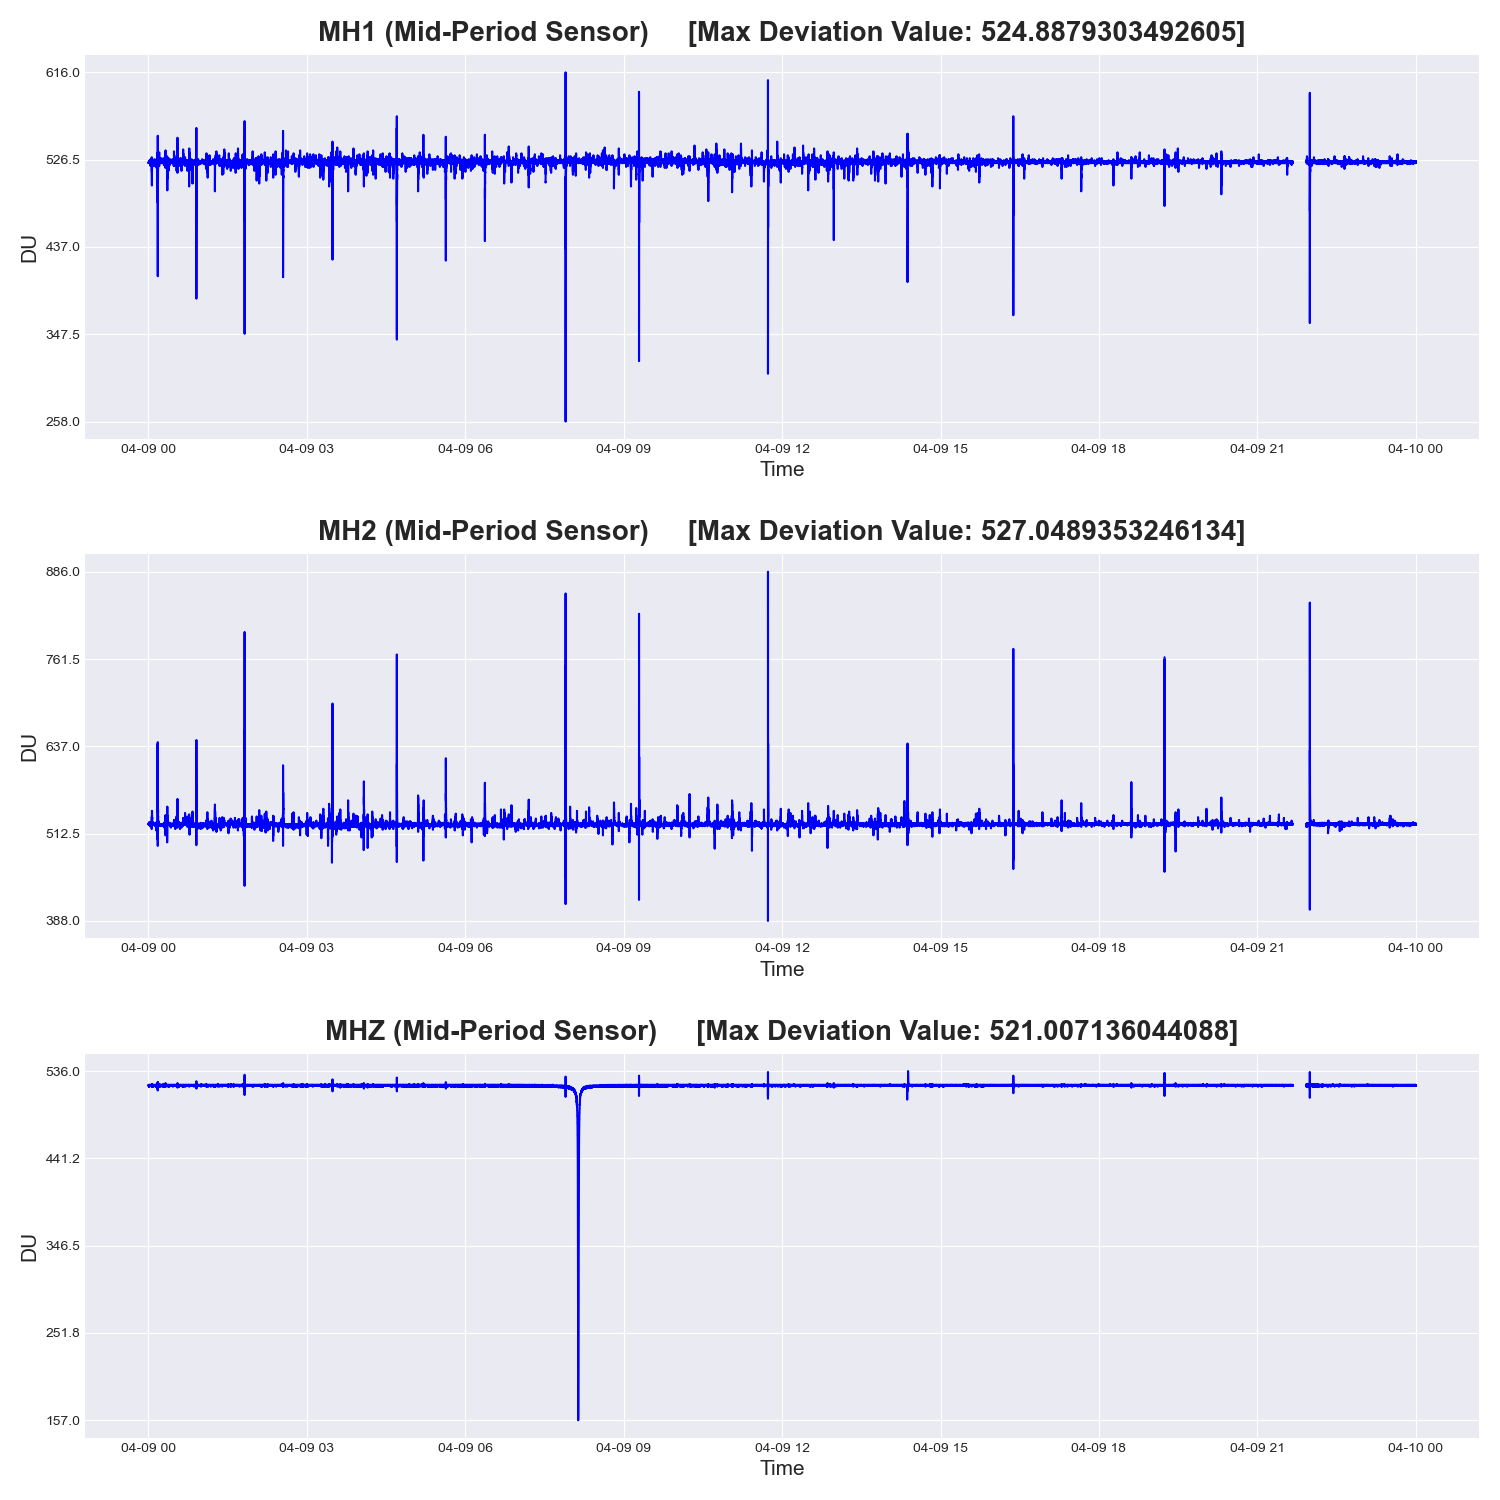 MH1 (Mid-Period Sensor) [Max Deviation Value: 524.8879303492605]
616.0
526.5
437.0
347.5
258.0
DU
04-09 00 04-09 03 04-09 06 04-09 09 04-09 12 04-09 15 04-09 18 04-09 21 04-10 00
Time
MH2 (Mid-Period Sensor) [Max Deviation Value: 527.0489353246134]
886.0
761.5
637.0
512.5
388.0
DU
04-09 00 04-09 03 04-09 06 04-09 09 04-09 12 04-09 15 04-09 18 04-09 21 04-10 00
Time
MHZ (Mid-Period Sensor) [Max Deviation Value: 521.007136044088]
536.0
441.2
346.5
251.8
157.0
DU
04-09 00 04-09 03 04-09 06 04-09 09 04-09 12 04-09 15 04-09 18 04-09 21 04-10 00
Time